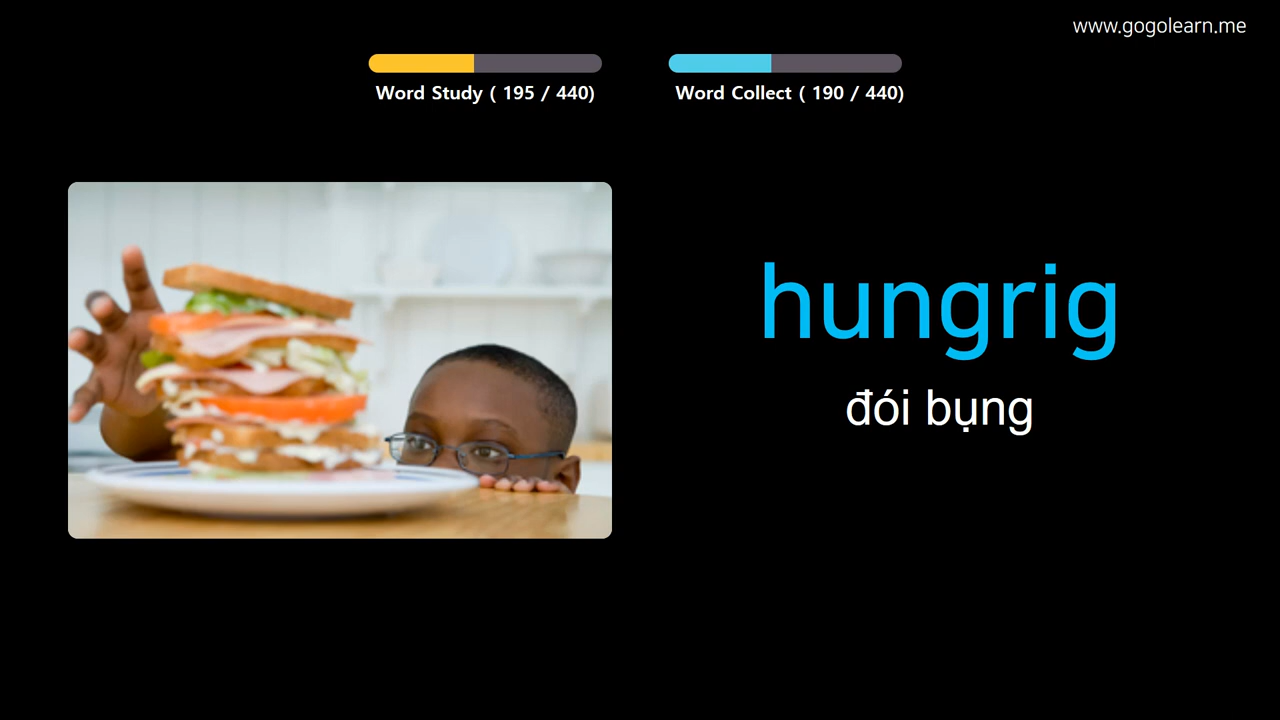 www.gogolearn.me
Word Study ( 195 / 440)
Word Collect ( 190 / 440)
hungrig
đói bụng